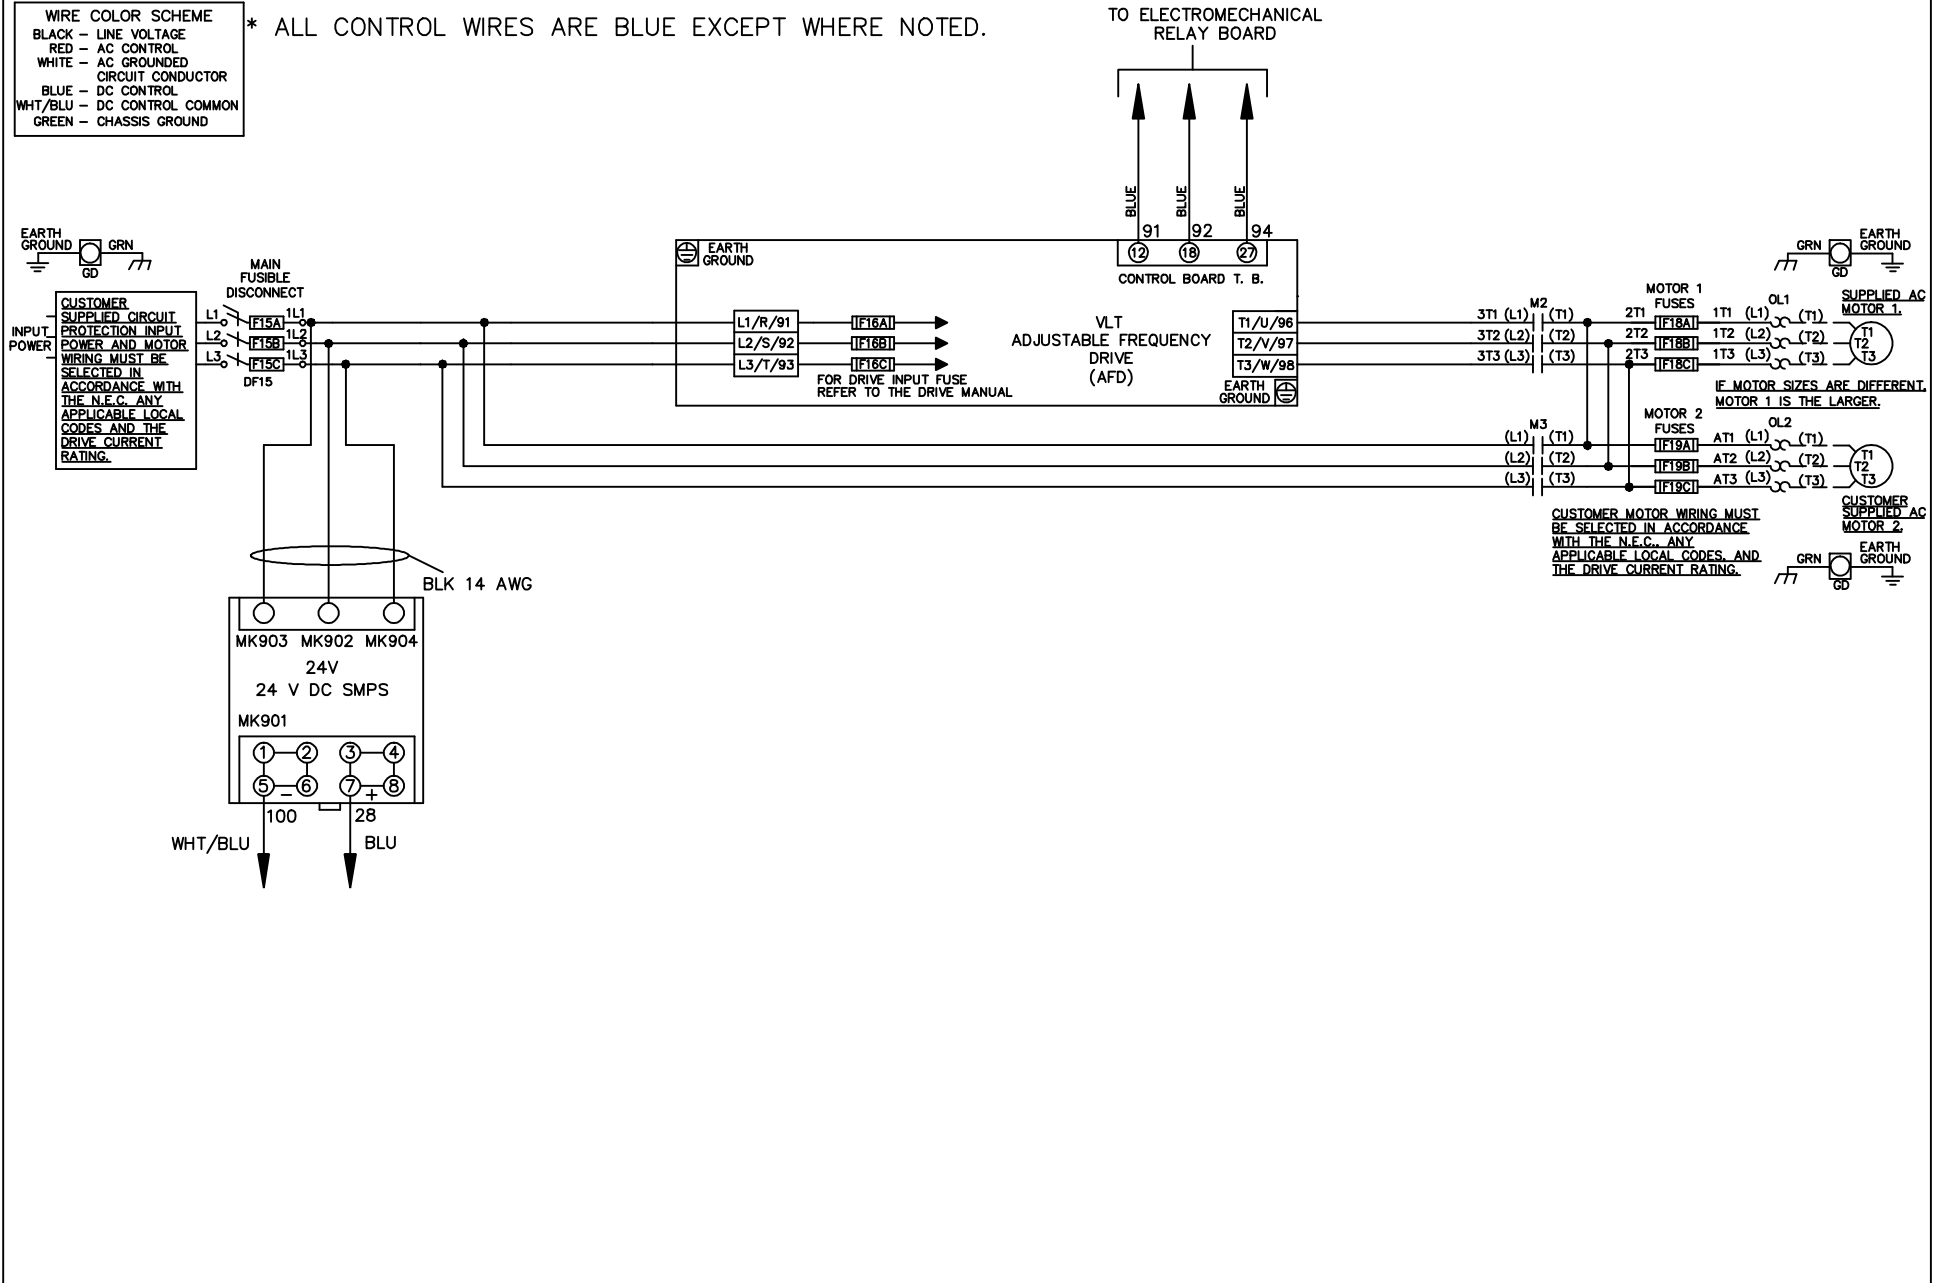 WIRE COLOR SCHEME
BLACK – LINE VOLTAGE
RED – AC CONTROL
WHITE – AC GROUNDED
CIRCUIT CONDUCTOR
BLUE – DC CONTROL
WHT/BLU – DC CONTROL COMMON
GREEN – CHASSIS GROUND
* ALL CONTROL WIRES ARE BLUE EXCEPT WHERE NOTED.
TO ELECTROMECHANICAL
RELAY BOARD
BLUE
BLUE
BLUE
91 92 94
12 18 27
CONTROL BOARD T. B.
EARTH
GROUND
GRN
GD
MAIN
FUSIBLE
DISCONNECT
INPUT
POWER
CUSTOMER
SUPPLIED CIRCUIT
PROTECTION INPUT
POWER AND MOTOR
WIRING MUST BE
SELECTED IN
ACCORDANCE WITH
THE N.E.C. ANY
APPLICABLE LOCAL
CODES AND THE
DRIVE CURRENT
RATING.
L1 F15A 1L1
L2 F15B 1L2
L3 F15C 1L3
DF15
EARTH
GROUND
L1/R/91 F16A
L2/S/92 F16B
L3/T/93 F16C
FOR DRIVE INPUT FUSE
REFER TO THE DRIVE MANUAL
VLT
ADJUSTABLE FREQUENCY
DRIVE
(AFD)
T1/U/96
T2/V/97
T3/W/98
EARTH
GROUND
M2
3T1 (L1) (T1) 2T1
3T2 (L2) (T2) 2T2
3T3 (L3) (T3) 2T3
MOTOR 1
FUSES
F18A 1T1 (L1) (T1)
F18B 1T2 (L2) (T2)
F18C 1T3 (L3) (T3)
OL1
T1
T2
T3
GRN
GD
EARTH
GROUND
SUPPLIED AC
MOTOR 1.
IF MOTOR SIZES ARE DIFFERENT,
MOTOR 1 IS THE LARGER.
M3
(L1) (T1)
(L2) (T2)
(L3) (T3)
MOTOR 2
FUSES
F19A AT1 (L1) (T1)
F19B AT2 (L2) (T2)
F19C AT3 (L3) (T3)
OL2
T1
T2
T3
CUSTOMER
SUPPLIED AC
MOTOR 2.
CUSTOMER MOTOR WIRING MUST
BE SELECTED IN ACCORDANCE
WITH THE N.E.C., ANY
APPLICABLE LOCAL CODES, AND
THE DRIVE CURRENT RATING.
GRN
GD
EARTH
GROUND
BLK 14 AWG
MK903 MK902 MK904
24V
24 V DC SMPS
MK901
1 2 3 4
5 – 6 7 + 8
100 28
WHT/BLU BLU